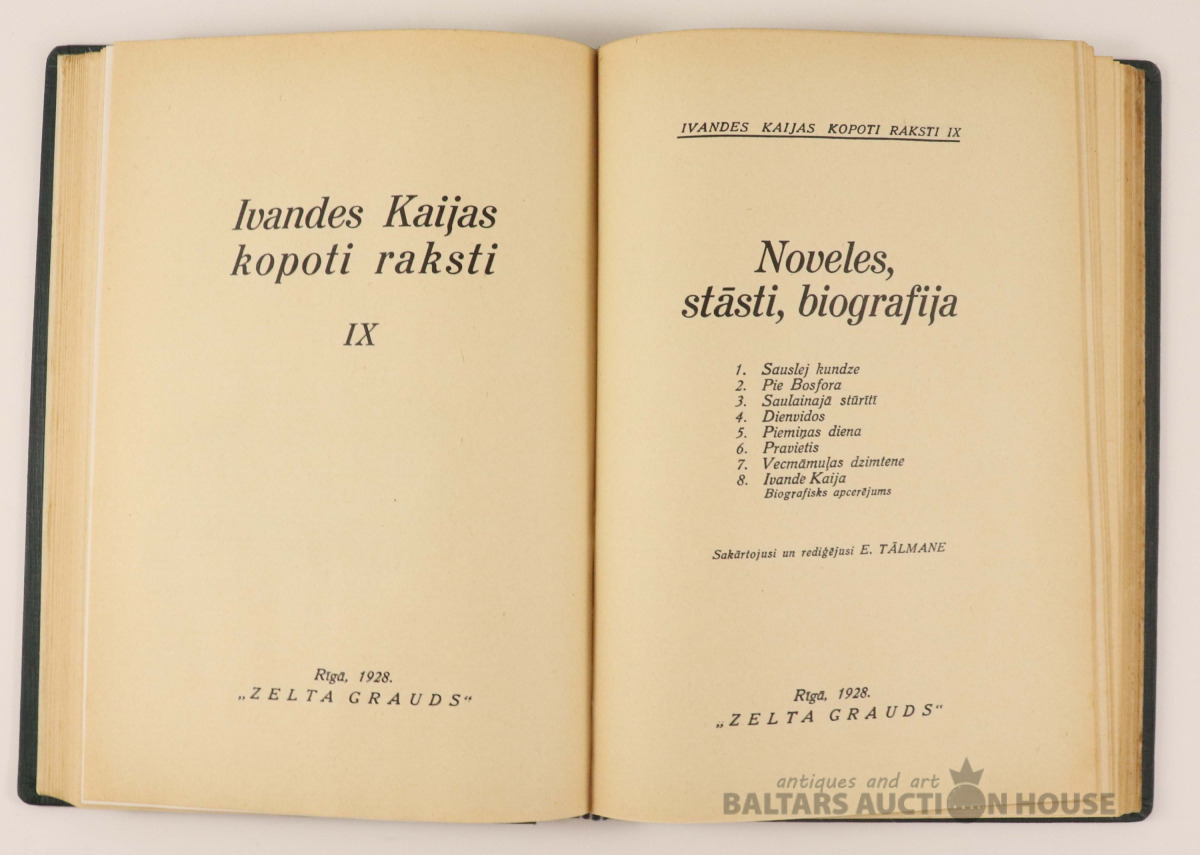 Ivandes Kaijas
kopoti raksti
IX
Rīgā, 1928.
„ZELTA GRAUDS“
IVANDES KAIJAS KOPOTI RAKSTI IX
Noveles,
stāsti, biografija
1. Sauslej kundze
2. Pie Bosfora
3. Saulainajā stūrītī
4. Dienvidos
5. Piemiņas diena
6. Pravietis
7. Vecmāmuļas dzimtene
8. Ivande Kaija
Biografisks apcerējums
Sakārtojusi un rediģējusi E. TĀLMANE
Rīgā, 1928.
„ZELTA GRAUDS“
antiques and art
BALTARS AUCTION HOUSE